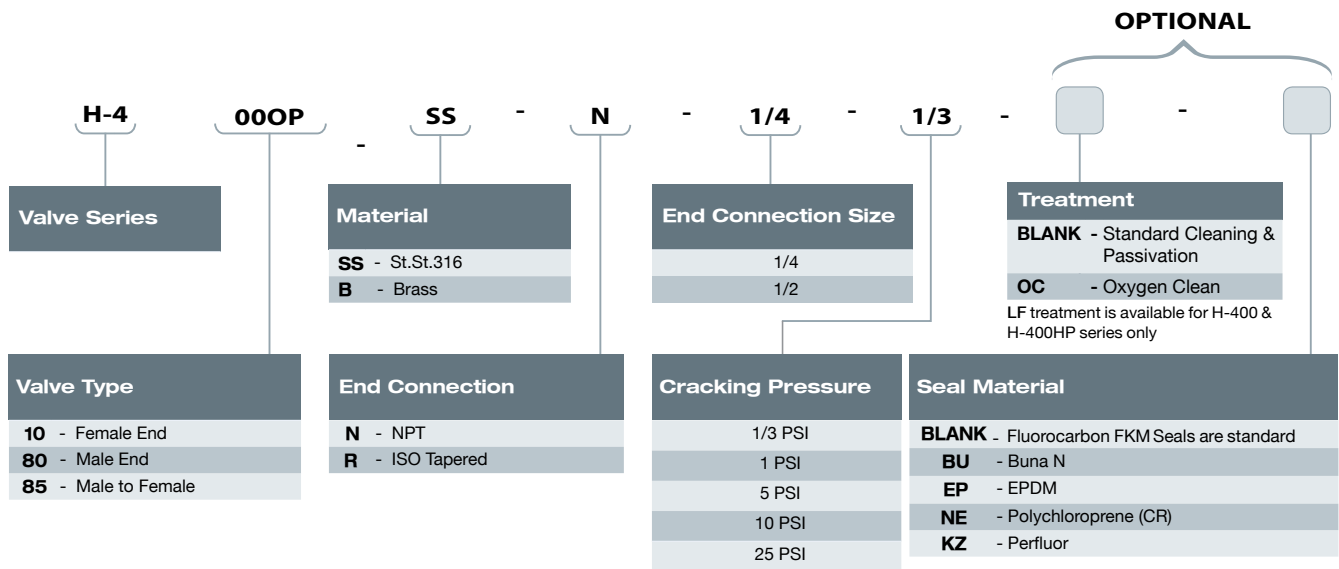 OPTIONAL
H-4 00OP - SS - N - 1/4 - 1/3 - -
Valve Series
Material
SS - St.St.316
B - Brass
End Connection Size
1/4
1/2
Treatment
BLANK - Standard Cleaning &
Passivation
OC - Oxygen Clean
LF treatment is available for H-400 &
H-400HP series only
Valve Type
10 - Female End
80 - Male End
85 - Male to Female
End Connection
N - NPT
R - ISO Tapered
Cracking Pressure
1/3 PSI
1 PSI
5 PSI
10 PSI
25 PSI
Seal Material
BLANK - Fluorocarbon FKM Seals are standard
BU - Buna N
EP - EPDM
NE - Polychloroprene (CR)
KZ - Perfluor